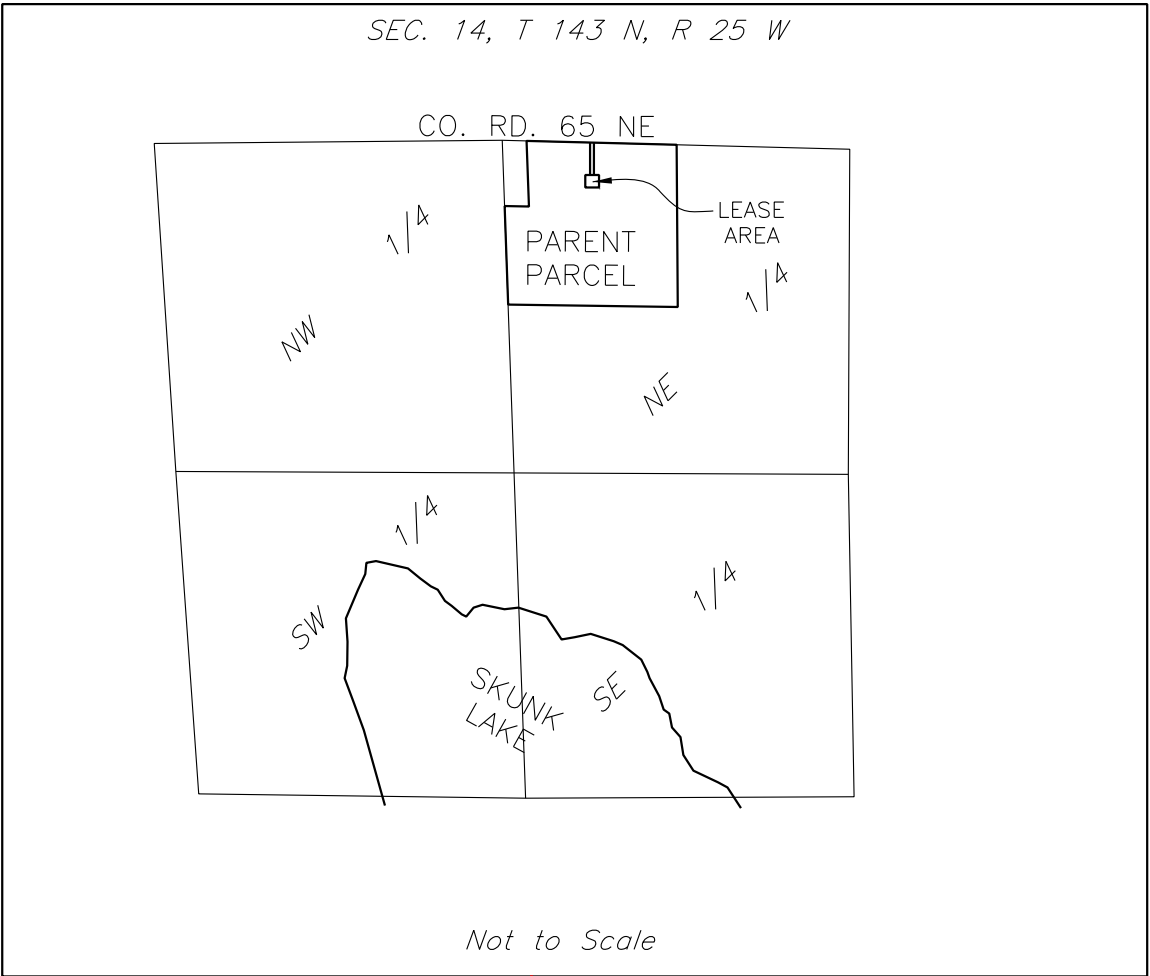 SEC. 14, T 143 N, R 25 W
CO. RD. 65 NE
LEASE
AREA
PARENT
PARCEL
NW 1/4
NE 1/4
SW 1/4
SE 1/4
SKUNK
LAKE
Not to Scale